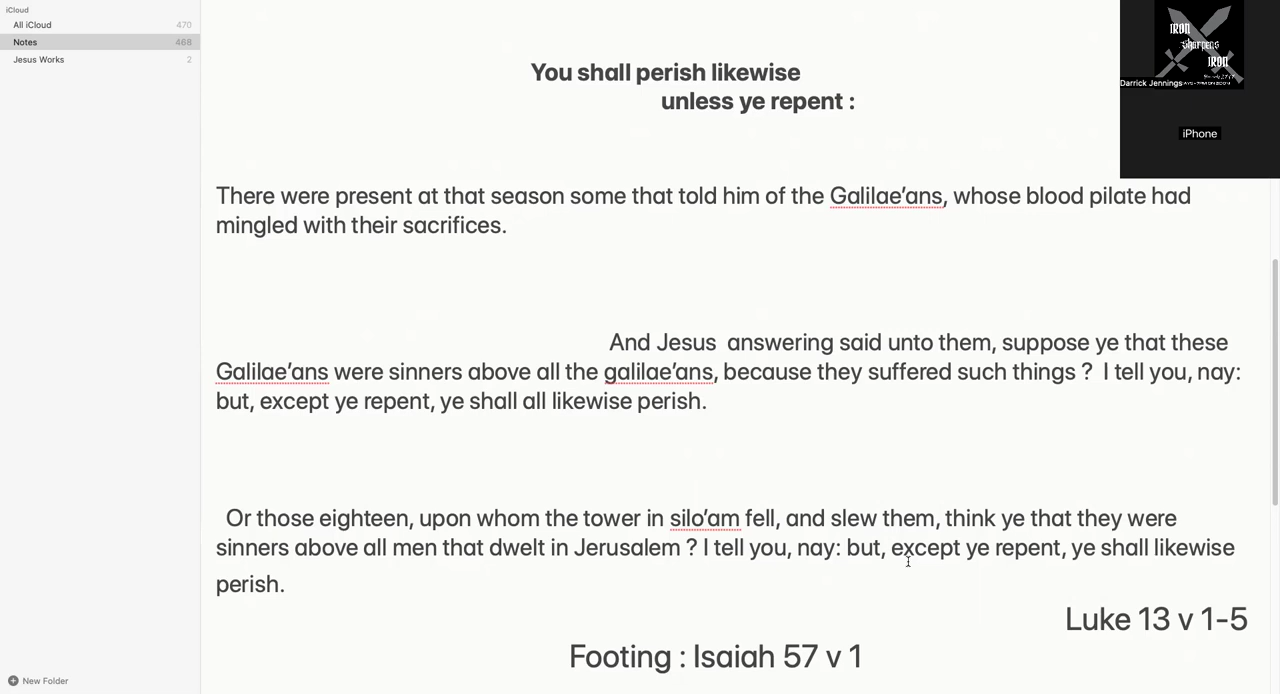 iCloud
All iCloud 470
Notes 468
Jesus Works 2
You shall perish likewise
unless ye repent :
There were present at that season some that told him of the Galilae’ans, whose blood pilate had
mingled with their sacrifices.
And Jesus  answering said unto them, suppose ye that these
Galilae’ans were sinners above all the galilae’ans, because they suffered such things ?  I tell you, nay:
but, except ye repent, ye shall all likewise perish.
Or those eighteen, upon whom the tower in silo’am fell, and slew them, think ye that they were
sinners above all men that dwelt in Jerusalem ? I tell you, nay: but, except ye repent, ye shall likewise
perish.
Luke 13 v 1-5
Footing : Isaiah 57 v 1
New Folder
IRON
sharpens
IRON
Darrick Jennings
iPhone